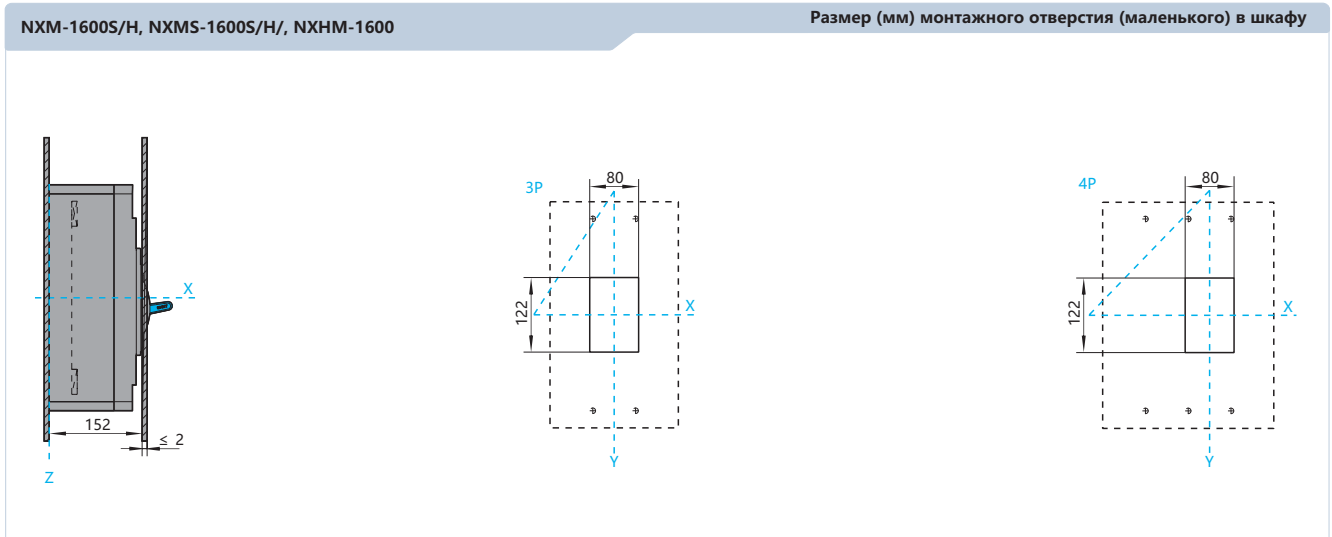 NXM-1600S/H, NXMS-1600S/H/, NXHM-1600
Размер (мм) монтажного отверстия (маленького) в шкафу
X
152
≤ 2
Z
3P
80
122
X
Y
4P
80
122
X
Y